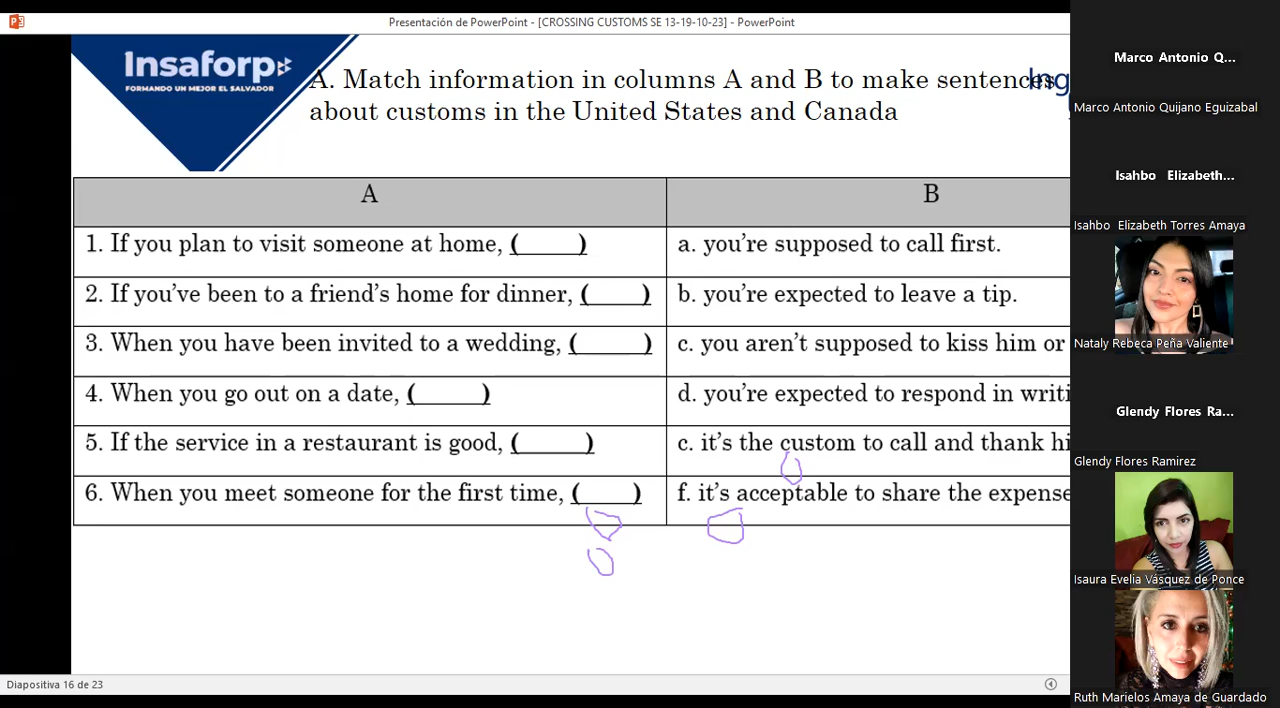 Presentación de PowerPoint - [CROSSING CUSTOMS SE 13-19-10-23] - PowerPoint
Insaforp
FORMANDO UN MEJOR EL SALVADOR
Ing
A. Match information in columns A and B to make sentences
about customs in the United States and Canada
A
B
1. If you plan to visit someone at home, (____)
a. you’re supposed to call first.
2. If you’ve been to a friend’s home for dinner, (____)
b. you’re expected to leave a tip.
3. When you have been invited to a wedding, (____)
c. you aren’t supposed to kiss him or
4. When you go out on a date, (____)
d. you’re expected to respond in writi
5. If the service in a restaurant is good, (____)
c. it’s the custom to call and thank hi
6. When you meet someone for the first time, (____)
f. it’s acceptable to share the expense
Diapositiva 16 de 23
Marco Antonio Q...
Marco Antonio Quijano Eguizabal
Isahbo Elizabeth...
Isahbo Elizabeth Torres Amaya
Nataly Rebeca Peña Valiente
Glendy Flores Ra...
Glendy Flores Ramirez
Isaura Evelia Vásquez de Ponce
Ruth Marielos Amaya de Guardado